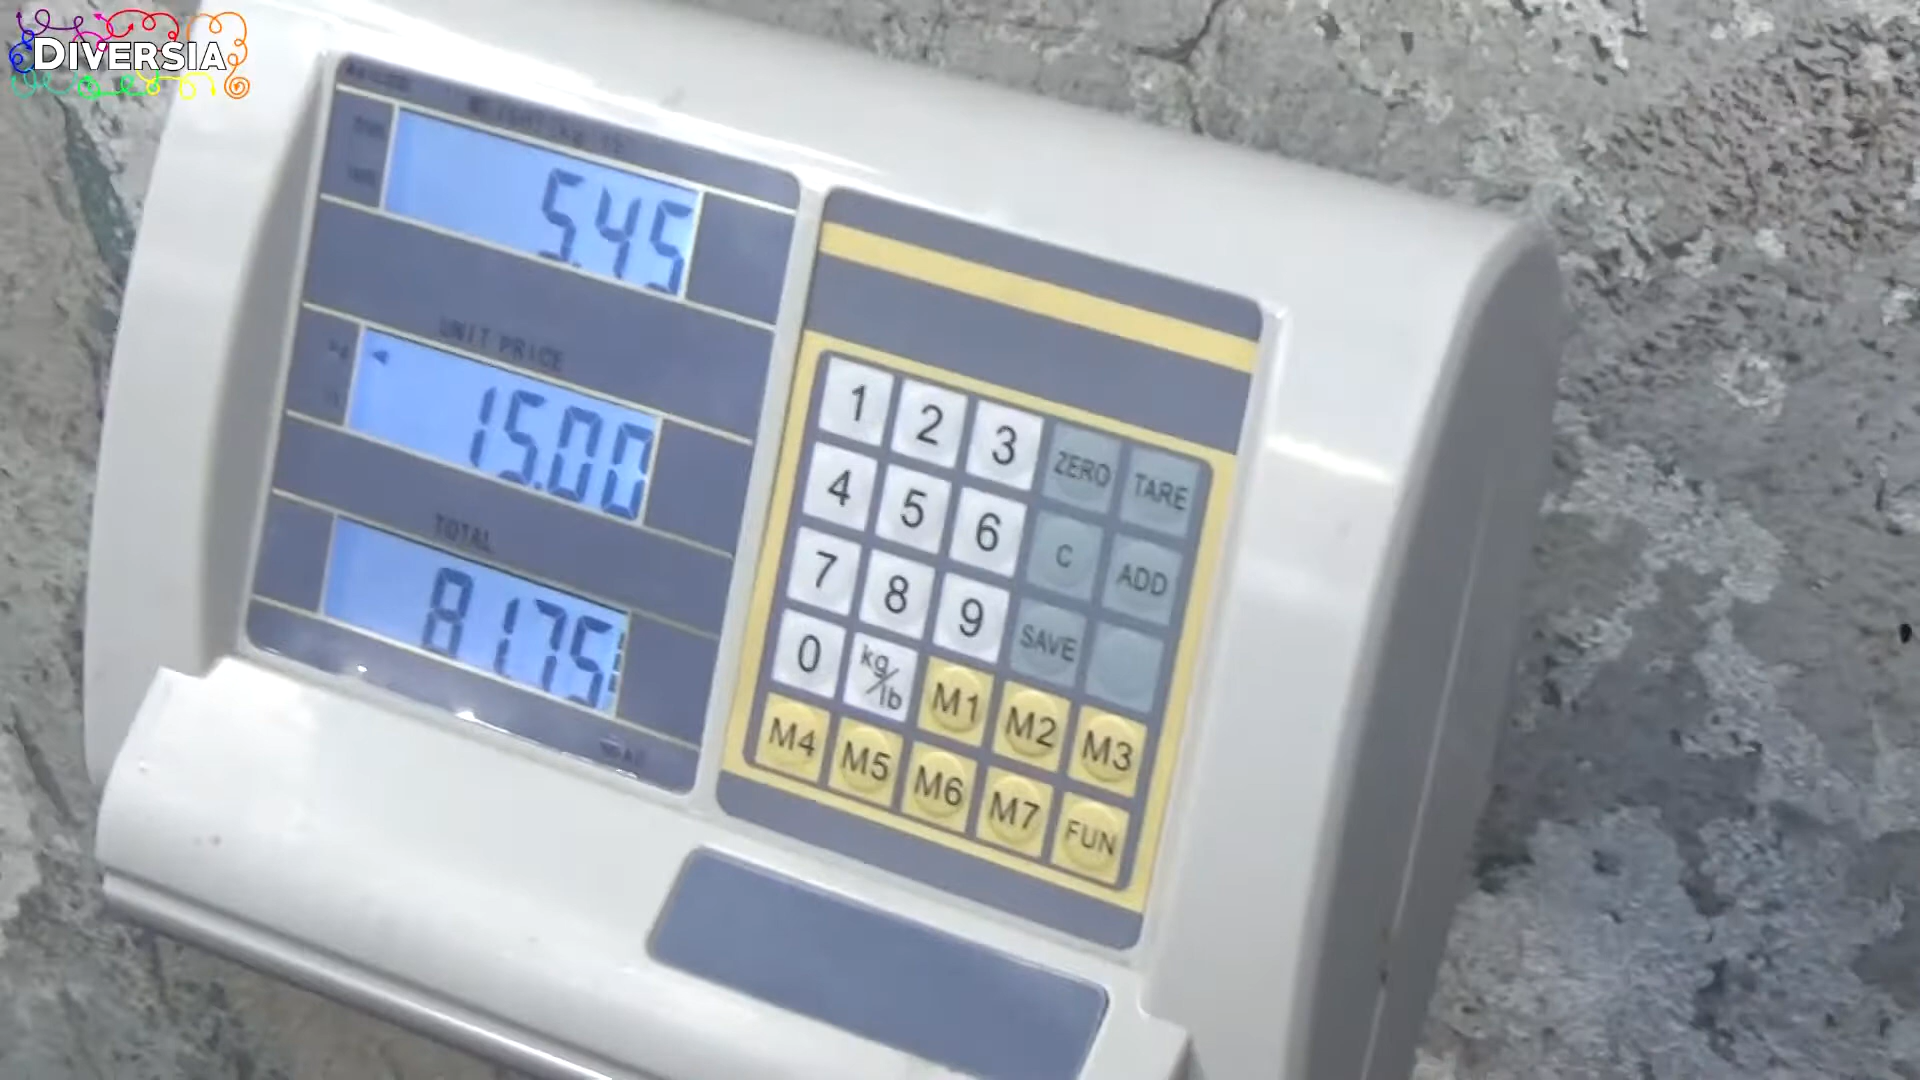 DIVERSIA
5.45
UNIT PRICE
15.00
TOTAL
81.75
1 2 3 ZERO TARE
4 5 6 C ADD
7 8 9 SAVE
0 kg/lb M1 M2 M3
M4 M5 M6 M7 FUN